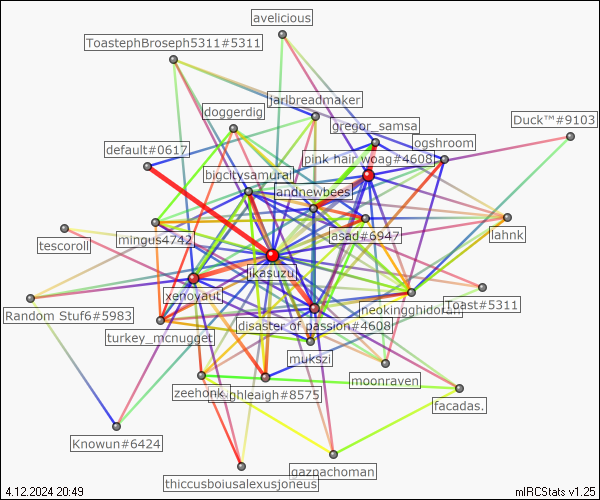 avelicious
ToastephBroseph5311#5311
jarlbreadmaker
doggerdig
gregor_samsa
Duck™#9103
ogshroom
default#0617
pink hair woag#4608
bigcitysamurai
andnewbees
lahnk
asad#6947
mingus4742
tescoroll
ikasuzu
xenoyaut
neokingghidorah
Toast#5311
Random Stuf6#5983
disaster of passion#4608
turkey_mcnugget
mukszi
moonraven
zeehonk
ghleaigh#8575
facadas.
Knowun#6424
gaznachoman
thiccusboiusalexusjoneus
4.12.2024 20:49
mIRCStats v1.25